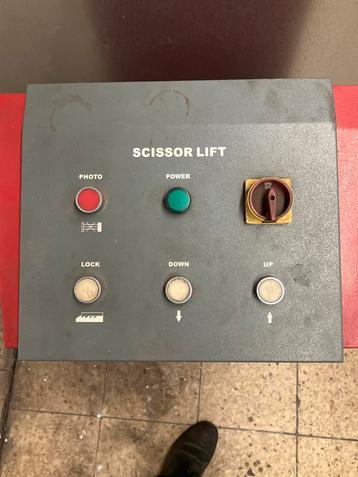 SCISSOR LIFT
PHOTO POWER
LOCK DOWN UP